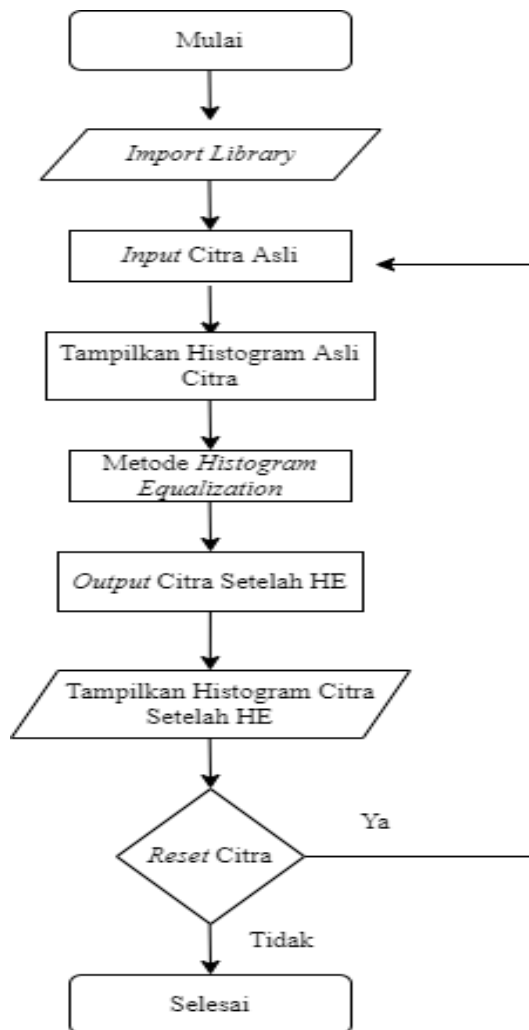 Mulai
Import Library
Input Citra Asli
Tampilkan Histogram Asli
Citra
Metode Histogram
Equalization
Output Citra Setelah HE
Tampilkan Histogram Citra
Setelah HE
Reset Citra
Ya
Tidak
Selesai